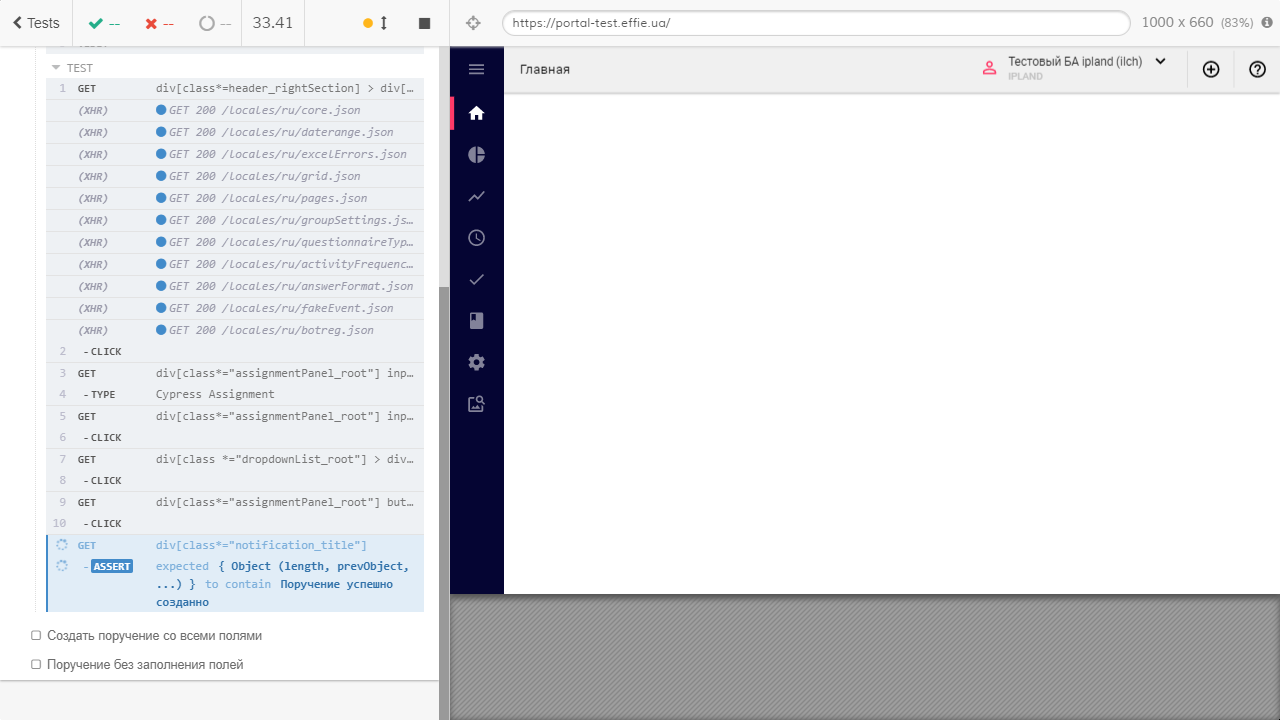 Tests
--
--
--
33.41
https://portal-test.effie.ua/
1000 x 660 (83%)
TEST
1 GET div[class*=header_rightSection] > div[…
(XHR) GET 200 /locales/ru/core.json
(XHR) GET 200 /locales/ru/daterange.json
(XHR) GET 200 /locales/ru/excelErrors.json
(XHR) GET 200 /locales/ru/grid.json
(XHR) GET 200 /locales/ru/pages.json
(XHR) GET 200 /locales/ru/groupSettings.js…
(XHR) GET 200 /locales/ru/questionnaireTyp…
(XHR) GET 200 /locales/ru/activityFrequenc…
(XHR) GET 200 /locales/ru/answerFormat.json
(XHR) GET 200 /locales/ru/fakeEvent.json
(XHR) GET 200 /locales/ru/botreg.json
2 -CLICK
3 GET div[class="assignmentPanel_root"] inp…
4 -TYPE Cypress Assignment
5 GET div[class*="assignmentPanel_root"] inp…
6 -CLICK
7 GET div[class *="dropdownList_root"] > div…
8 -CLICK
9 GET div[class*="assignmentPanel_root"] but…
10 -CLICK
GET div[class*="notification_title"]
-ASSERT expected { Object (length, prevObject,
...) } to contain Поручение успешно
созданно
Создать поручение со всеми полями
Поручение без заполнения полей
Главная
Тестовый БА ipland (ilch)
IPLAND